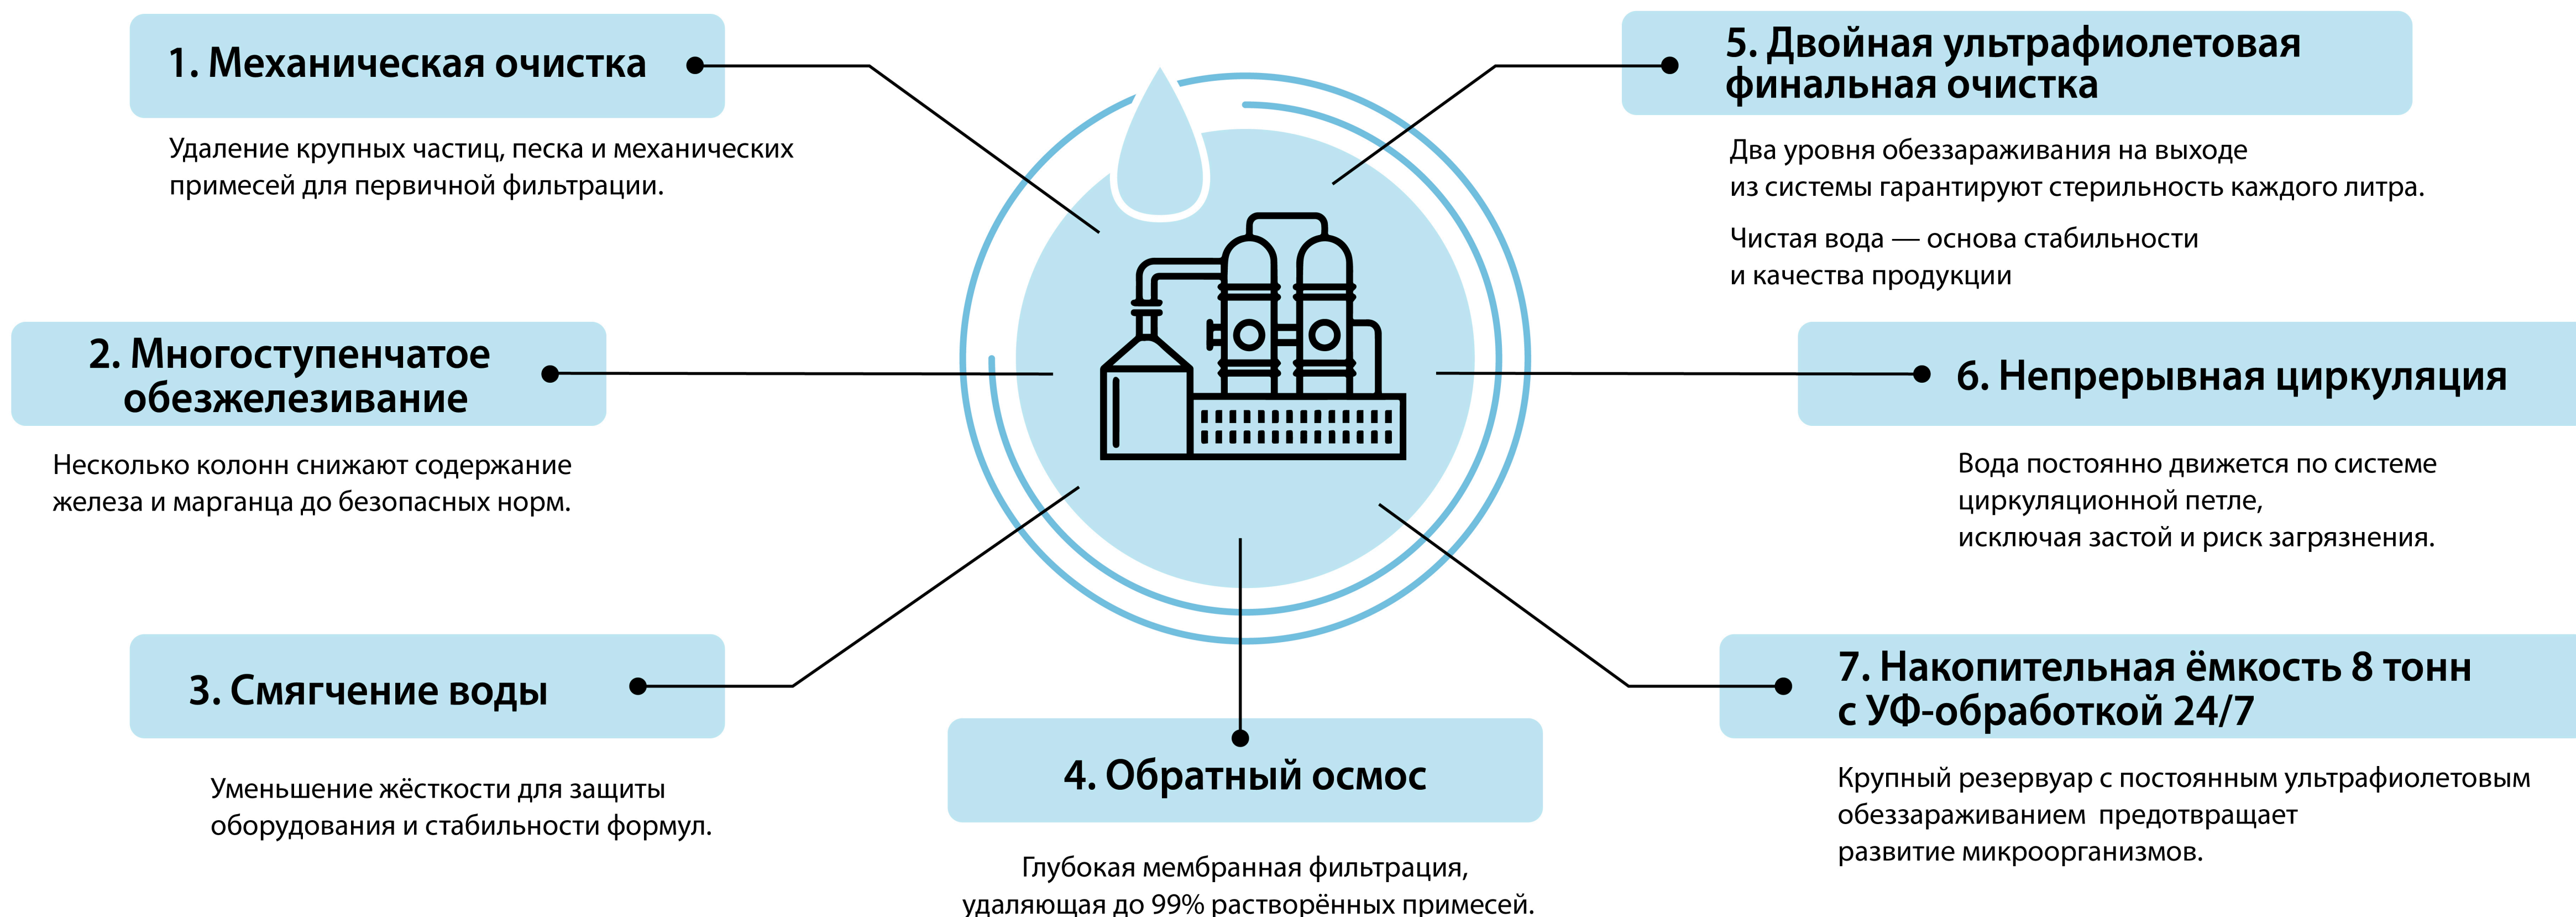 1. Механическая очистка
Удаление крупных частиц, песка и механических
примесей для первичной фильтрации.
2. Многоступенчатое
обезжелезивание
Несколько колонн снижают содержание
железа и марганца до безопасных норм.
3. Смягчение воды
Уменьшение жёсткости для защиты
оборудования и стабильности формул.
4. Обратный осмос
Глубокая мембранная фильтрация,
удаляющая до 99% растворённых примесей.
5. Двойная ультрафиолетовая
финальная очистка
Два уровня обеззараживания на выходе
из системы гарантируют стерильность каждого литра.
Чистая вода — основа стабильности
и качества продукции
6. Непрерывная циркуляция
Вода постоянно движется по системе
циркуляционной петле,
исключая застой и риск загрязнения.
7. Накопительная ёмкость 8 тонн
с УФ-обработкой 24/7
Крупный резервуар с постоянным ультрафиолетовым
обеззараживанием предотвращает
развитие микроорганизмов.